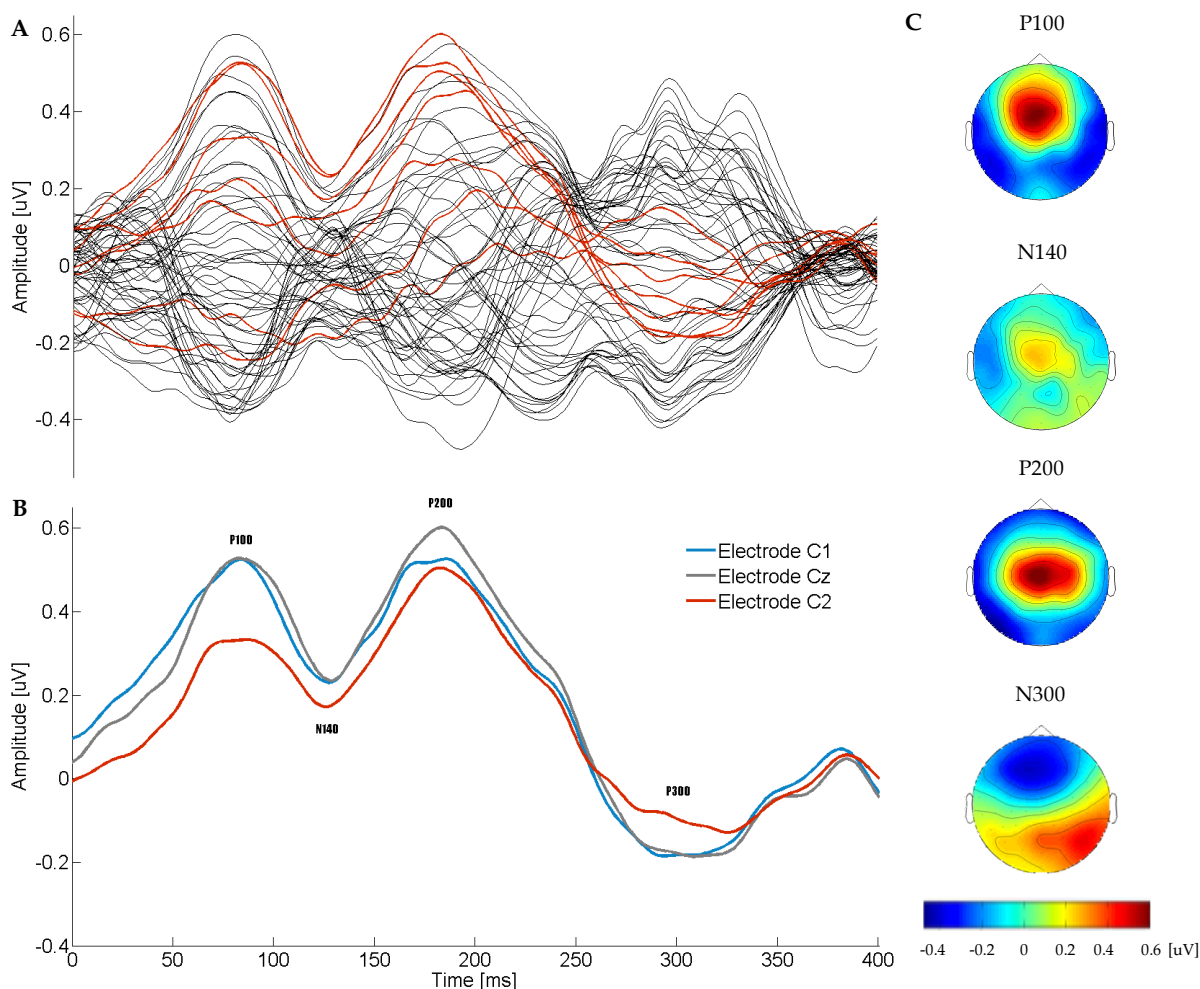 A
Amplitude [uV]
0.6
0.4
0.2
0
-0.2
-0.4
B
Amplitude [uV]
0.6
0.4
0.2
0
-0.2
-0.4
P100
N140
P200
P300
Electrode C1
Electrode Cz
Electrode C2
0 50 100 150 200 250 300 350 400
Time [ms]
C
P100
N140
P200
N300
-0.4 -0.2 0 0.2 0.4 0.6 [uV]